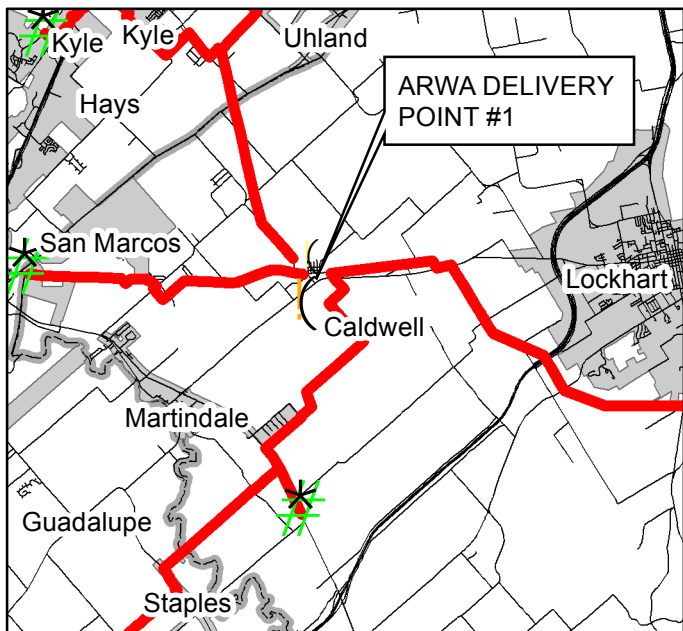 Kyle
Kyle
Uhland
ARWA DELIVERY
POINT #1
Hays
San Marcos
Lockhart
Caldwell
Martindale
Guadalupe
Staples